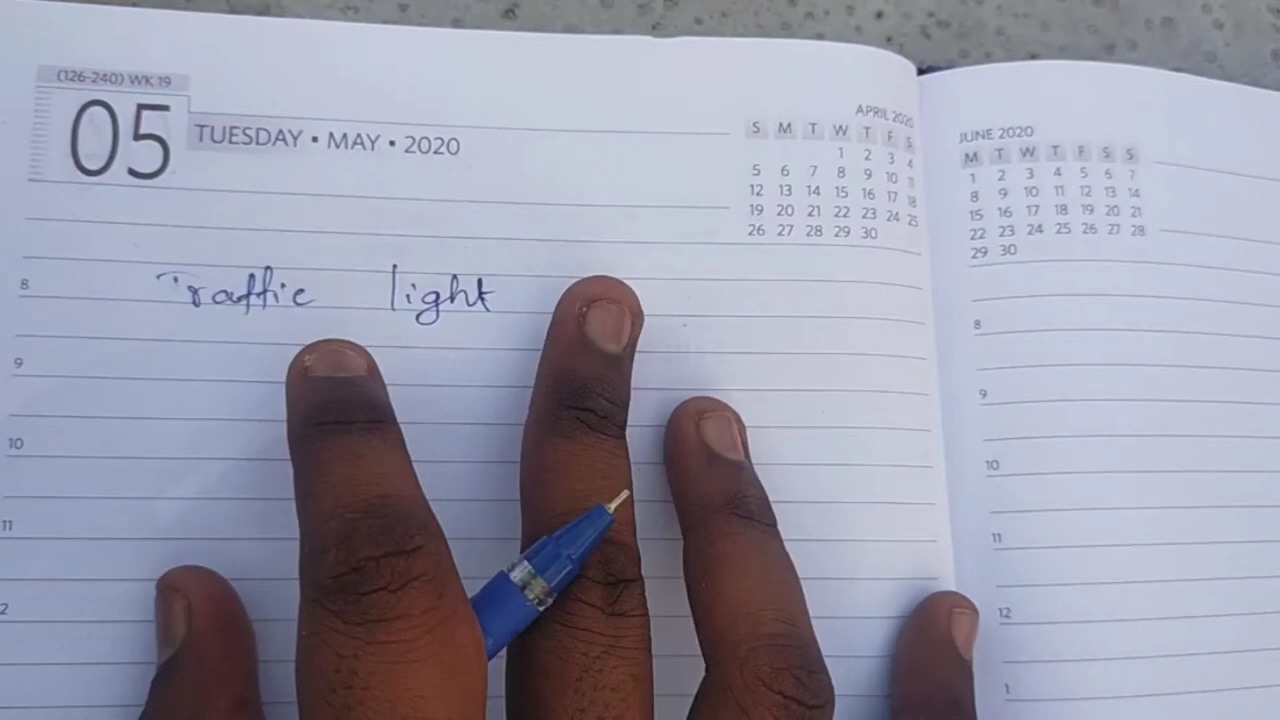 (126-240) WK 19
05
TUESDAY • MAY • 2020
Traffic light
8
9
10
11
2
APRIL 2020
S M T W T F S
1 2 3 4
5 6 7 8 9 10 11
12 13 14 15 16 17 18
19 20 21 22 23 24 25
26 27 28 29 30
JUNE 2020
M T W T F S S
1 2 3 4 5 6 7
8 9 10 11 12 13 14
15 16 17 18 19 20 21
22 23 24 25 26 27 28
29 30
8
9
10
11
12
1